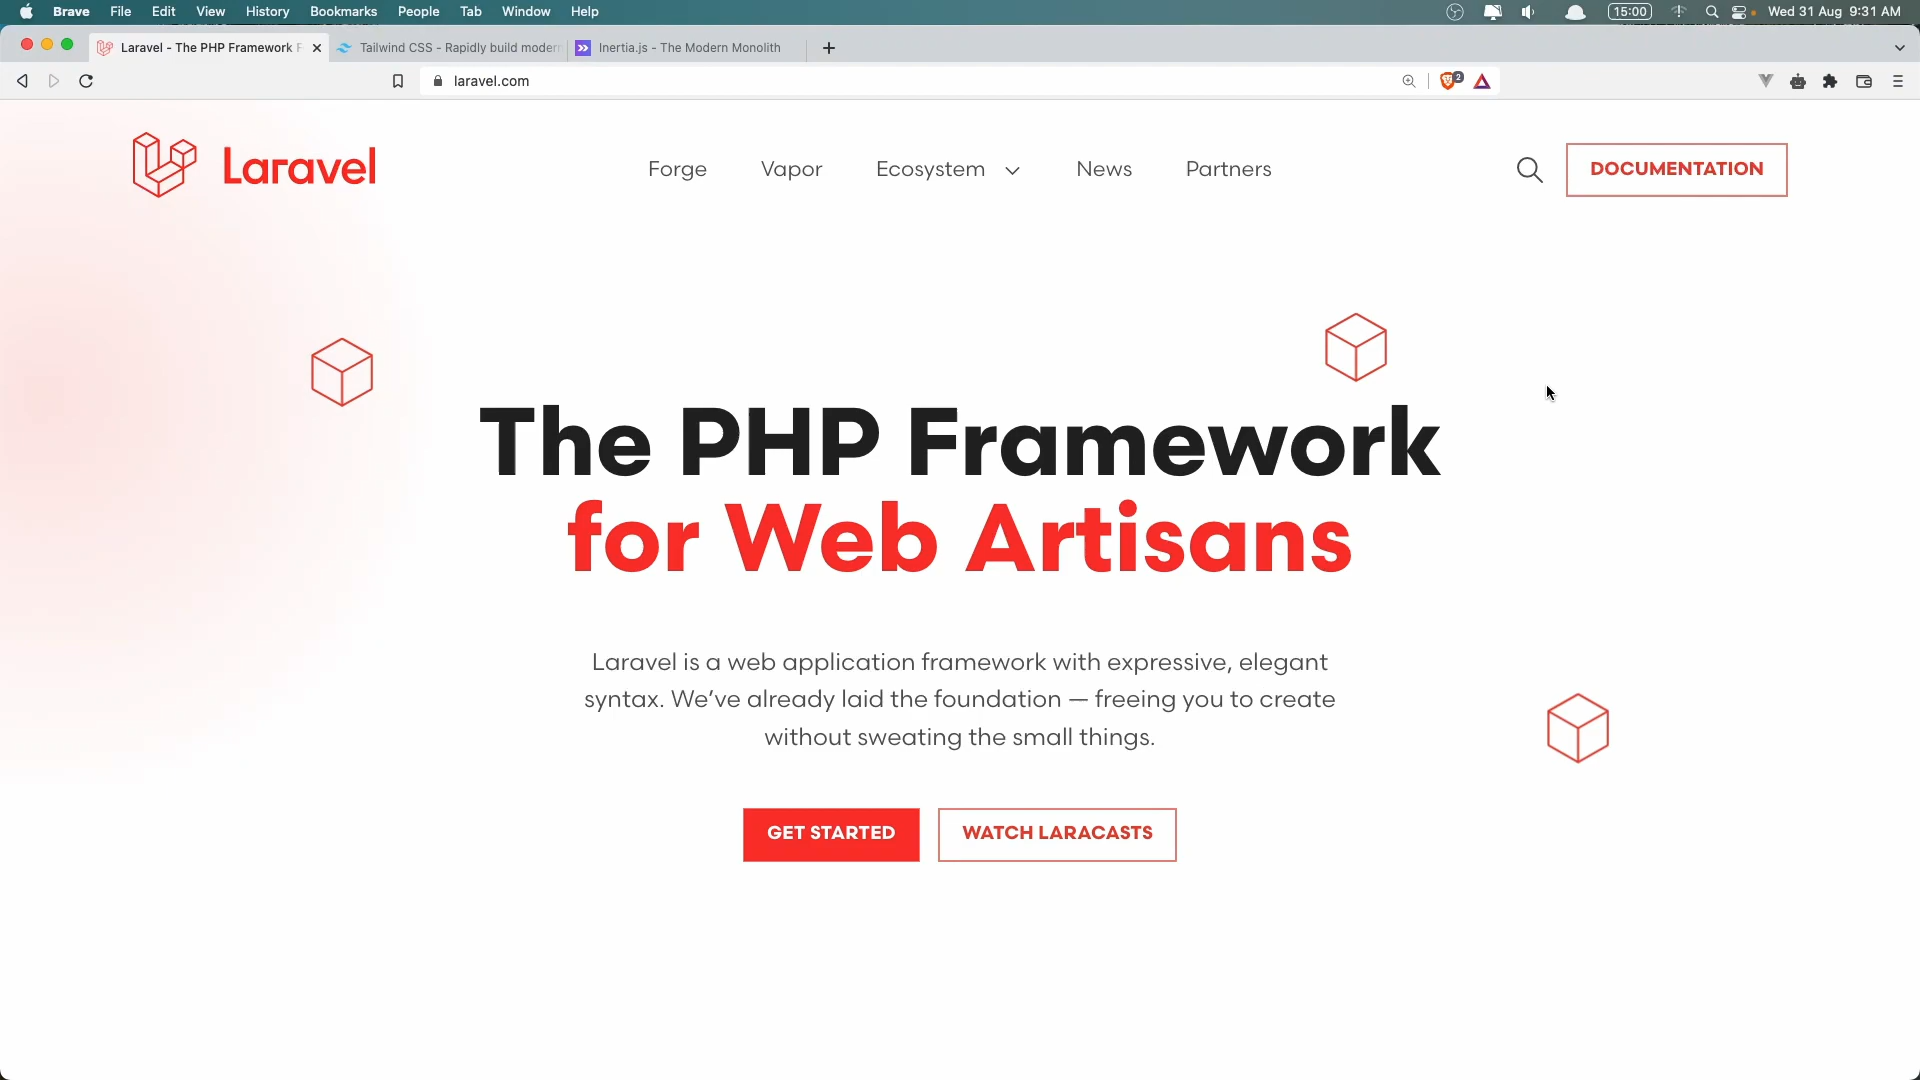 Brave File Edit View History Bookmarks People Tab Window Help 15:00 Wed 31 Aug 9:31 AM
Laravel - The PHP Framework F Tailwind CSS - Rapidly build modern Inertia.js - The Modern Monolith
laravel.com 2
Laravel Forge Vapor Ecosystem News Partners DOCUMENTATION
The PHP Framework
for Web Artisans
Laravel is a web application framework with expressive, elegant
syntax. We’ve already laid the foundation — freeing you to create
without sweating the small things.
GET STARTED WATCH LARACASTS